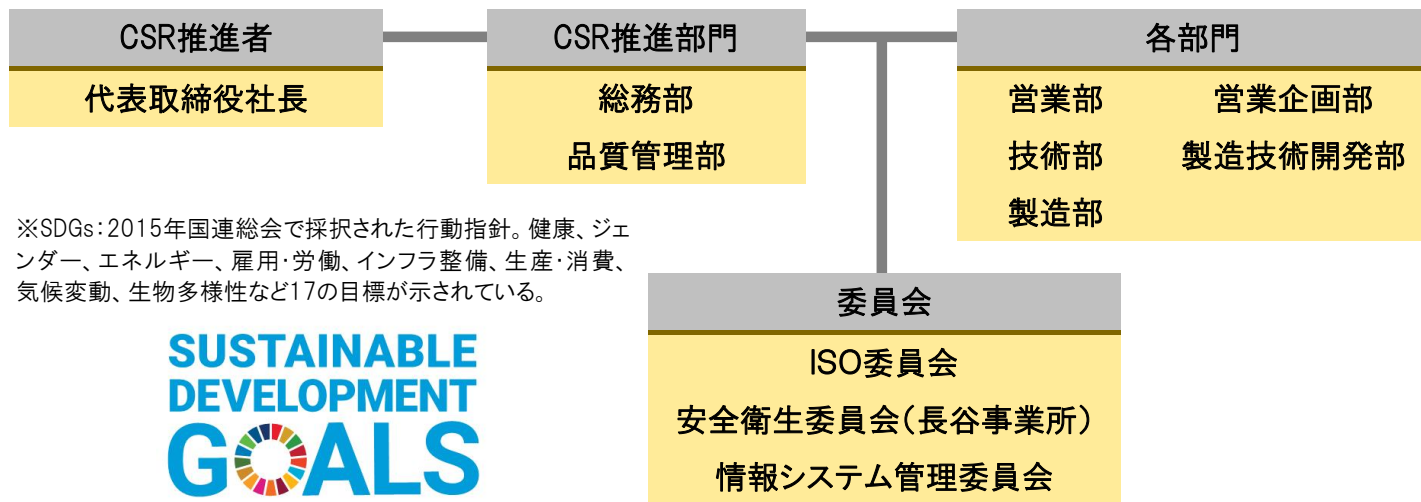 CSR推進者
代表取締役社長
CSR推進部門
総務部
品質管理部
各部門
営業部 営業企画部
技術部 製造技術開発部
製造部
※SDGs：2015年国連総会で採択された行動指針。健康、ジェ
ンダー、エネルギー、雇用・労働、インフラ整備、生産・消費、
気候変動、生物多様性など17の目標が示されている。
SUSTAINABLE
DEVELOPMENT
GOALS
委員会
ISO委員会
安全衛生委員会（長谷事業所）
情報システム管理委員会